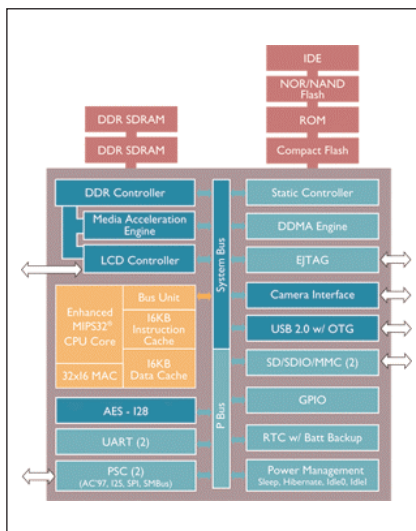 IDE
NOR/NAND
Flash
ROM
Compact Flash
DDR SDRAM
DDR SDRAM
DDR Controller
Media Acceleration
Engine
LCD Controller
Enhanced
MIPS32®
CPU Core
32x16 MAC
Bus Unit
16KB
Instruction
Cache
16KB
Data Cache
AES - 128
UART (2)
PSC (2)
(AC'97, I2S, SPI, SMBus)
System Bus
P Bus
Static Controller
DDMA Engine
EJTAG
Camera Interface
USB 2.0 w/ OTG
SD/SDIO/MMC (2)
GPIO
RTC w/ Batt Backup
Power Management
Sleep, Hibernate, Idle0, Idle1